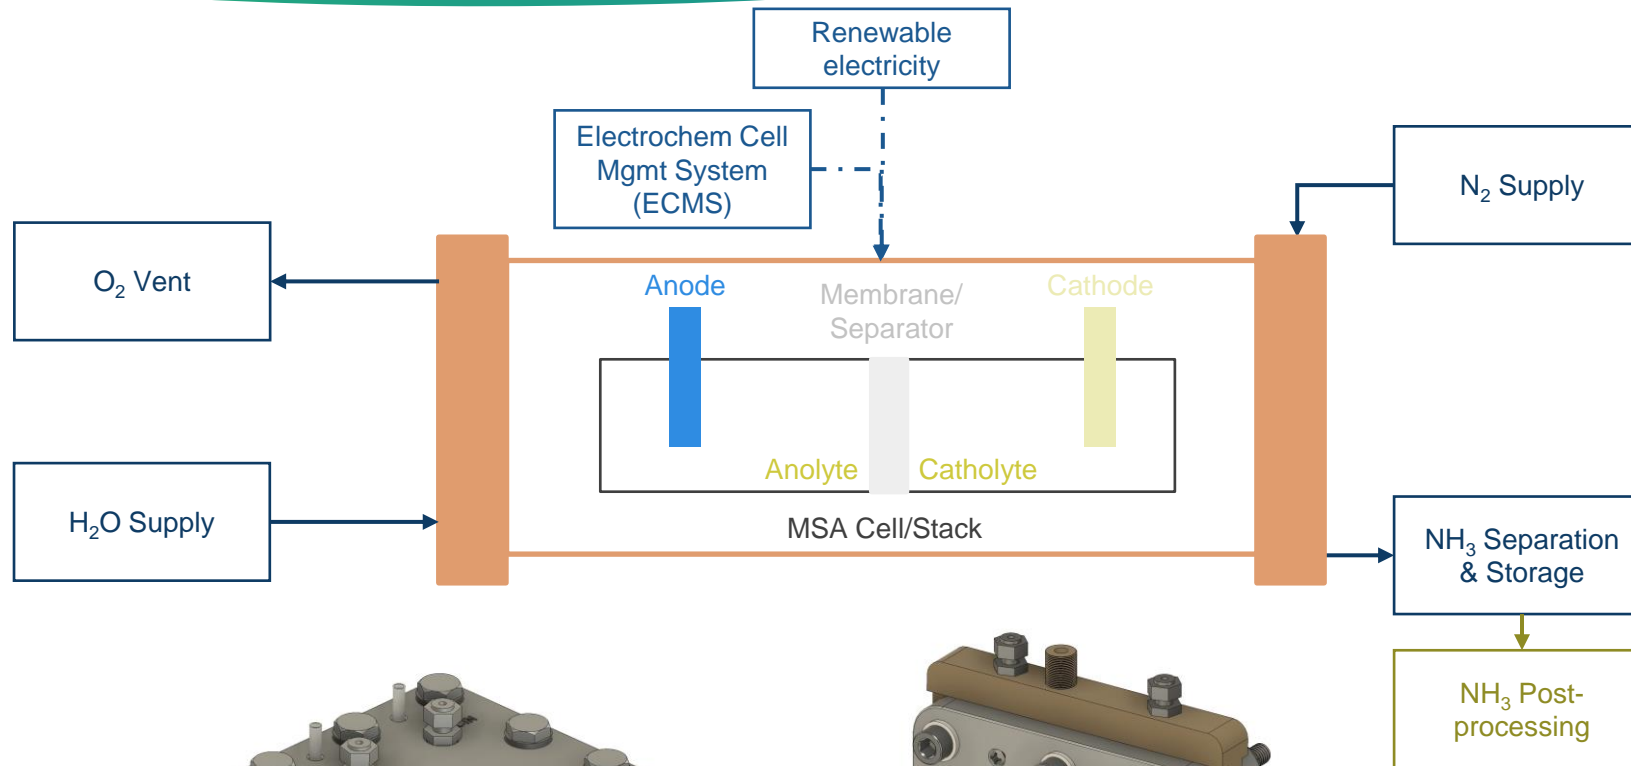 Renewable
electricity
Electrochem Cell
Mgmt System
(ECMS)
N₂ Supply
O₂ Vent
Anode
Membrane/
Separator
Cathode
Anolyte
Catholyte
H₂O Supply
MSA Cell/Stack
NH₃ Separation
& Storage
NH₃ Post-
processing